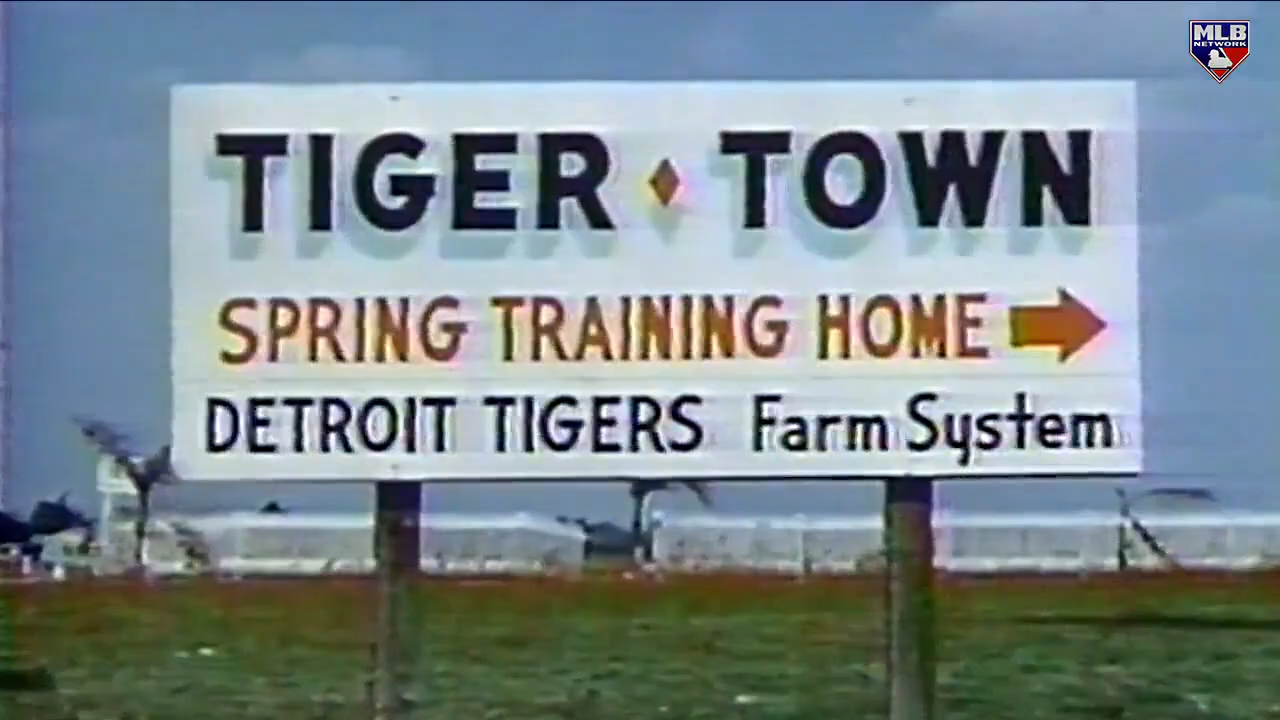 MLB
NETWORK
TIGER ♦ TOWN
SPRING TRAINING HOME →
DETROIT TIGERS Farm System